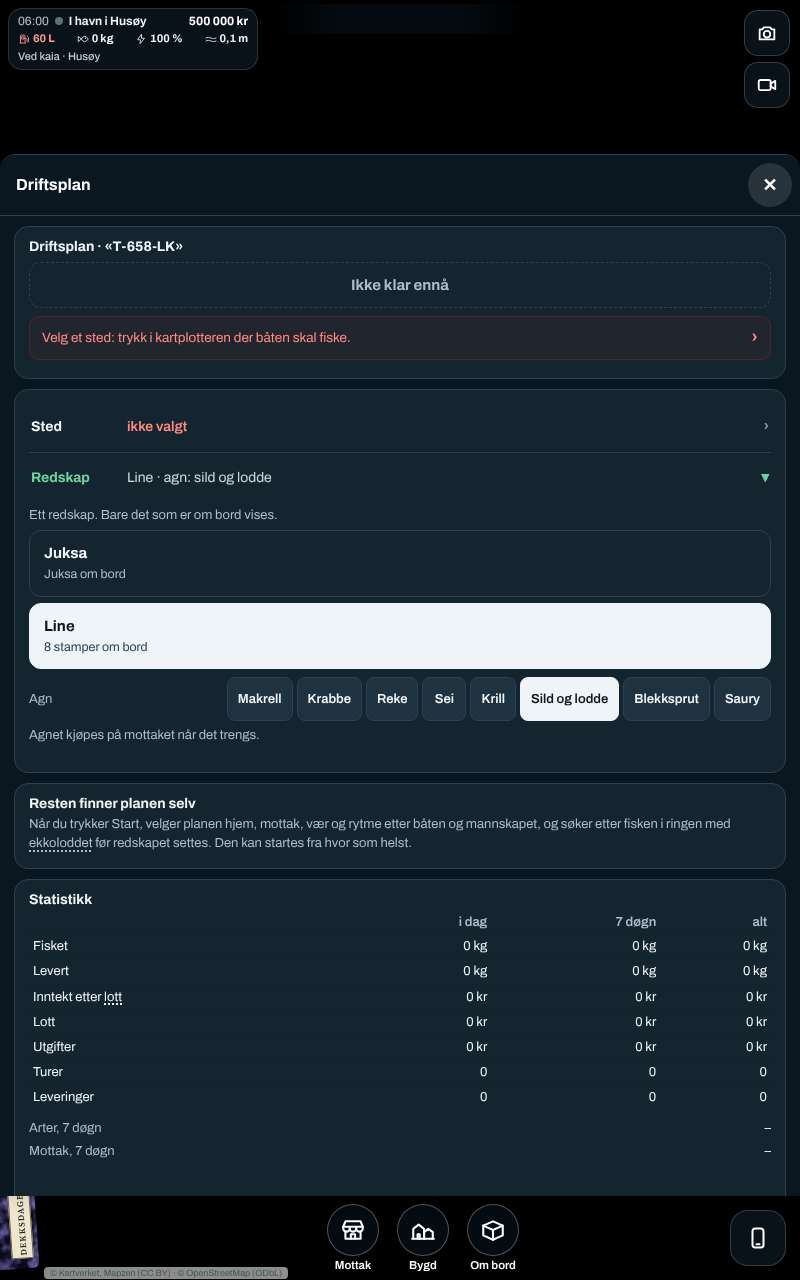 06:00 I havn i Husøy 500 000 kr
60 L 0 kg 100 % 0,1 m
Ved kaia · Husøy
Driftsplan
Driftsplan · «T-658-LK»
Ikke klar ennå
Velg et sted: trykk i kartplotteren der båten skal fiske.
Sted ikke valgt
Redskap Line · agn: sild og lodde
Ett redskap. Bare det som er om bord vises.
Juksa
Juksa om bord
Line
8 stamper om bord
Agn Makrell Krabbe Reke Sei Krill Sild og lodde Blekksprut Saury
Agnet kjøpes på mottaket når det trengs.
Resten finner planen selv
Når du trykker Start, velger planen hjem, mottak, vær og rytme etter båten og mannskapet, og søker etter fisken i ringen med
ekkoloddet før redskapet settes. Den kan startes fra hvor som helst.
Statistikk
i dag 7 døgn alt
Fisket 0 kg 0 kg 0 kg
Levert 0 kg 0 kg 0 kg
Inntekt etter lott 0 kr 0 kr 0 kr
Lott 0 kr 0 kr 0 kr
Utgifter 0 kr 0 kr 0 kr
Turer 0 0 0
Leveringer 0 0 0
Arter, 7 døgn –
Mottak, 7 døgn –
DEKKSDAGE
Mottak Bygd Om bord
© Kartverket, Mapzen (CC BY) · © OpenStreetMap (ODbL)